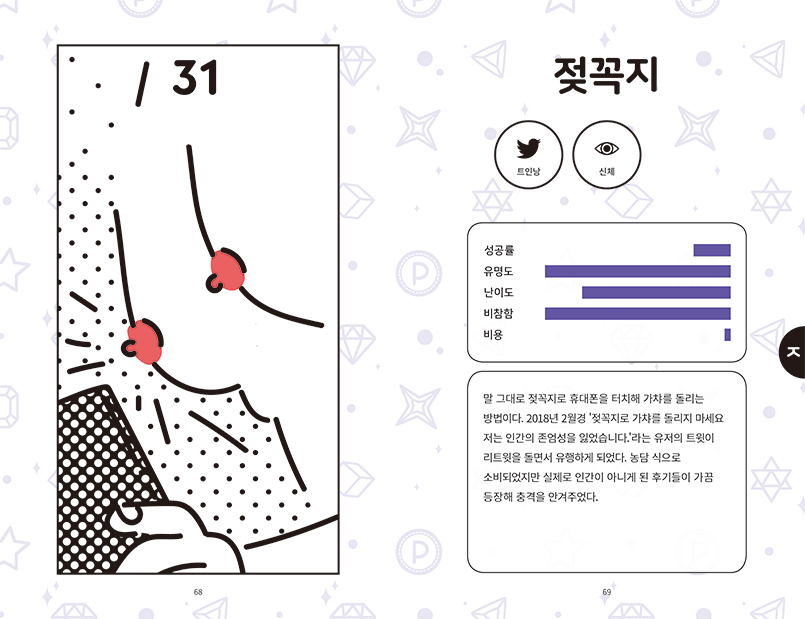 / 31
68
젖꼭지
트인낭
신체
성공률
유명도
난이도
비참함
비용
말 그대로 젖꼭지로 휴대폰을 터치해 가챠를 돌리는
방법이다. 2018년 2월경 '젖꼭지로 가챠를 돌리지 마세요
저는 인간의 존엄성을 잃었습니다.'라는 유저의 트윗이
리트윗을 돌면서 유행하게 되었다. 농담 식으로
소비되었지만 실제로 인간이 아니게 된 후기들이 가끔
등장해 충격을 안겨주었다.
ㅈ
69
P
P
P
P
P